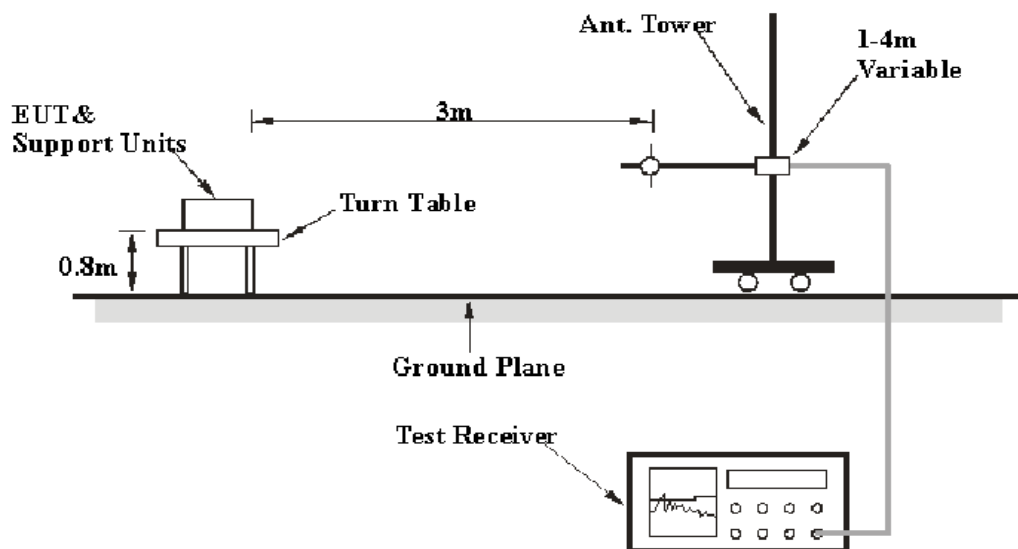 Ant. Tower
1-4m
Variable
EUT&
Support Units
3m
Turn Table
0.8m
Ground Plane
Test Receiver